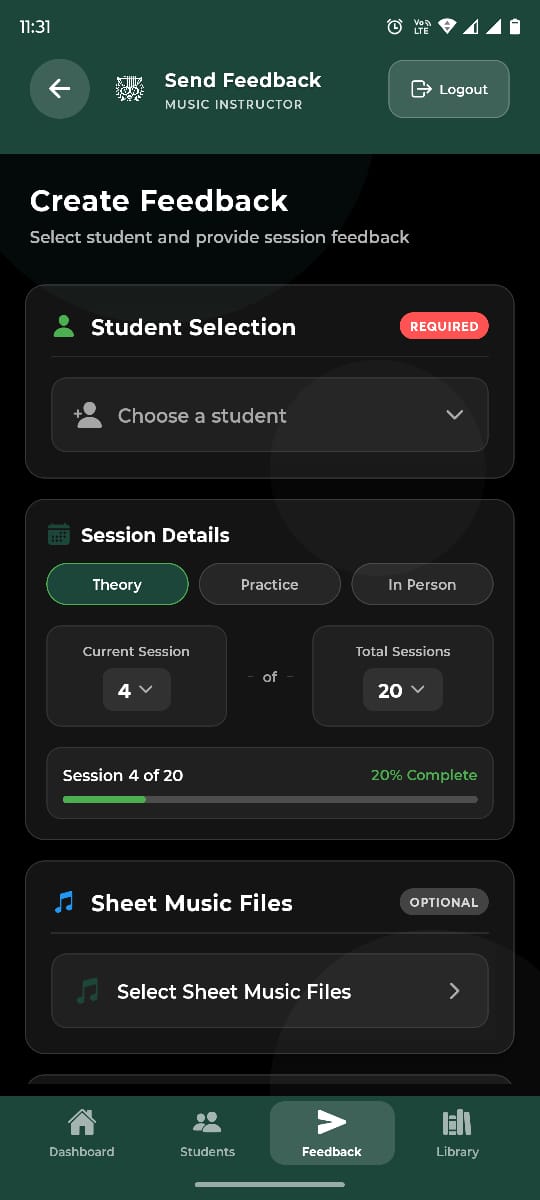 11:31
Vo)) LTE
Send Feedback
MUSIC INSTRUCTOR
Logout
Create Feedback
Select student and provide session feedback
Student Selection
REQUIRED
Choose a student
Session Details
Theory
Practice
In Person
Current Session
4
- of -
Total Sessions
20
Session 4 of 20
20% Complete
Sheet Music Files
OPTIONAL
Select Sheet Music Files
Dashboard
Students
Feedback
Library